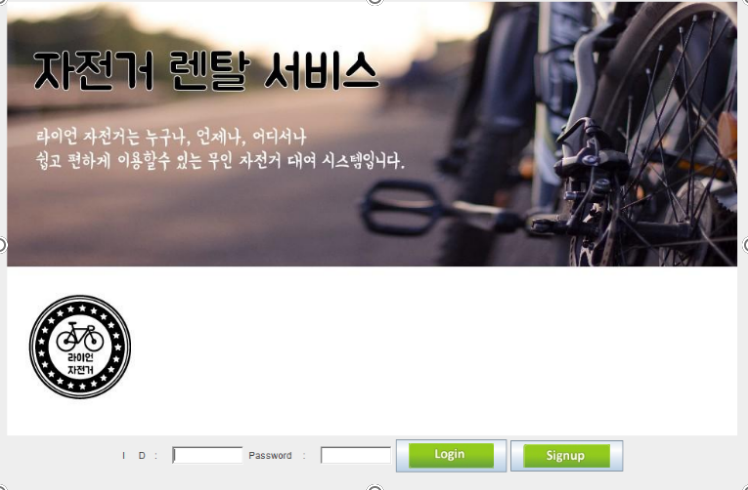 자전거 렌탈 서비스
라이언 자전거는 누구나, 언제나, 어디서나
쉽고 편하게 이용할수 있는 무인 자전거 대여 시스템입니다.
라이언
자전거
I D : Password : Login Signup